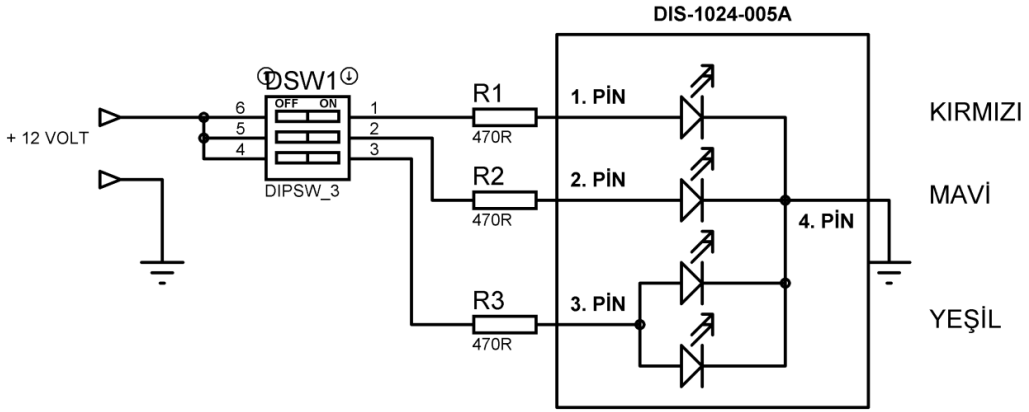 DIS-1024-005A
DSW1
OFF ON
+ 12 VOLT
6
5
4
1
2
3
DIPSW_3
R1
470R
1. PİN
KIRMIZI
R2
470R
2. PİN
MAVİ
4. PİN
R3
470R
3. PİN
YEŞİL